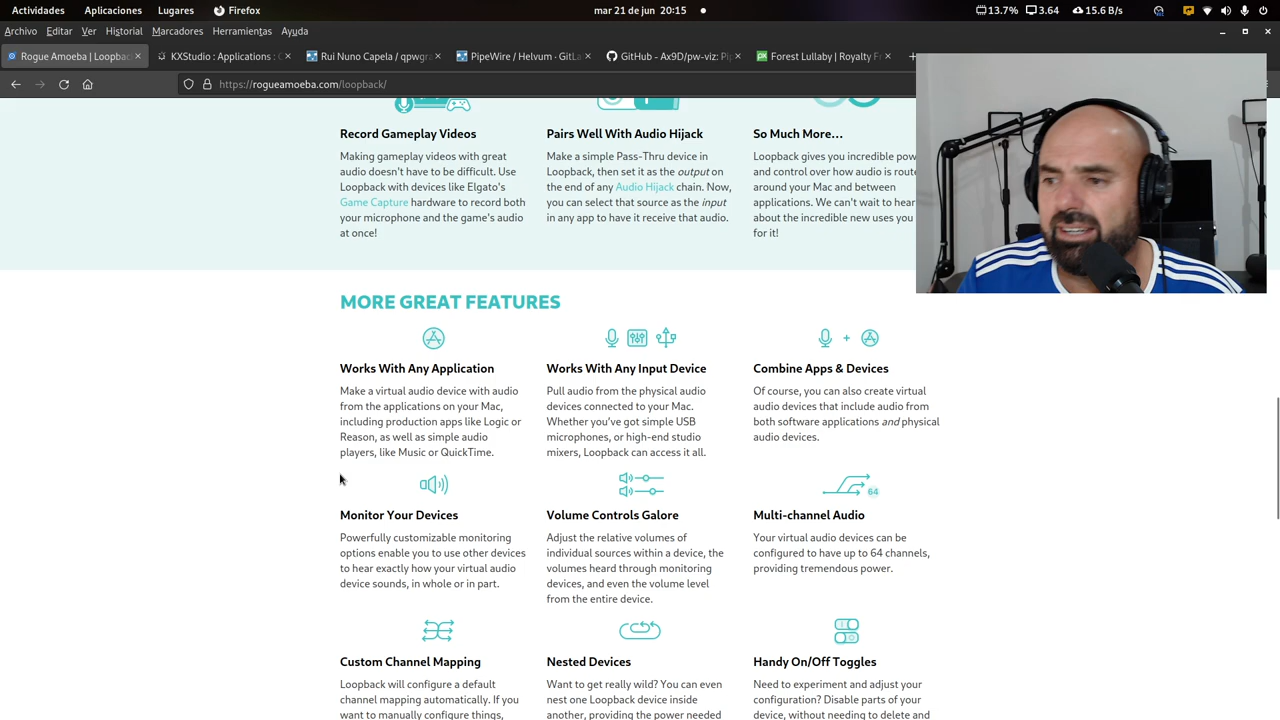 Actividades Aplicaciones Lugares Firefox mar 21 de jun 20:15 13.7% 3.64 15.6 B/s
Archivo Editar Ver Historial Marcadores Herramientas Ayuda
Rogue Amoeba | Loopbac KXStudio : Applications : C Rui Nuno Capela / qpwgra PipeWire / Helvum · GitLa GitHub - Ax9D/pw-viz: Pip Forest Lullaby | Royalty F
https://rogueamoeba.com/loopback/
Record Gameplay Videos
Making gameplay videos with great
audio doesn't have to be difficult. Use
Loopback with devices like Elgato's
Game Capture hardware to record both
your microphone and the game's audio
at once!
Pairs Well With Audio Hijack
Make a simple Pass-Thru device in
Loopback, then set it as the output on
the end of any Audio Hijack chain. Now,
you can select that source as the input
in any app to have it receive that audio.
So Much More...
Loopback gives you incredible pow
and control over how audio is route
around your Mac and between
applications. We can't wait to hear
about the incredible new uses you
for it!
MORE GREAT FEATURES
Works With Any Application
Make a virtual audio device with audio
from the applications on your Mac,
including production apps like Logic or
Reason, as well as simple audio
players, like Music or QuickTime.
Works With Any Input Device
Pull audio from the physical audio
devices connected to your Mac.
Whether you've got simple USB
microphones, or high-end studio
mixers, Loopback can access it all.
Combine Apps & Devices
Of course, you can also create virtual
audio devices that include audio from
both software applications and physical
audio devices.
Monitor Your Devices
Powerfully customizable monitoring
options enable you to use other devices
to hear exactly how your virtual audio
device sounds, in whole or in part.
Volume Controls Galore
Adjust the relative volumes of
individual sources within a device, the
volumes heard through monitoring
devices, and even the volume level
from the entire device.
64
Multi-channel Audio
Your virtual audio devices can be
configured to have up to 64 channels,
providing tremendous power.
Custom Channel Mapping
Loopback will configure a default
channel mapping automatically. If you
want to manually configure things,
Nested Devices
Want to get really wild? You can even
nest one Loopback device inside
another, providing the power needed
Handy On/Off Toggles
Need to experiment and adjust your
configuration? Disable parts of your
device, without needing to delete and